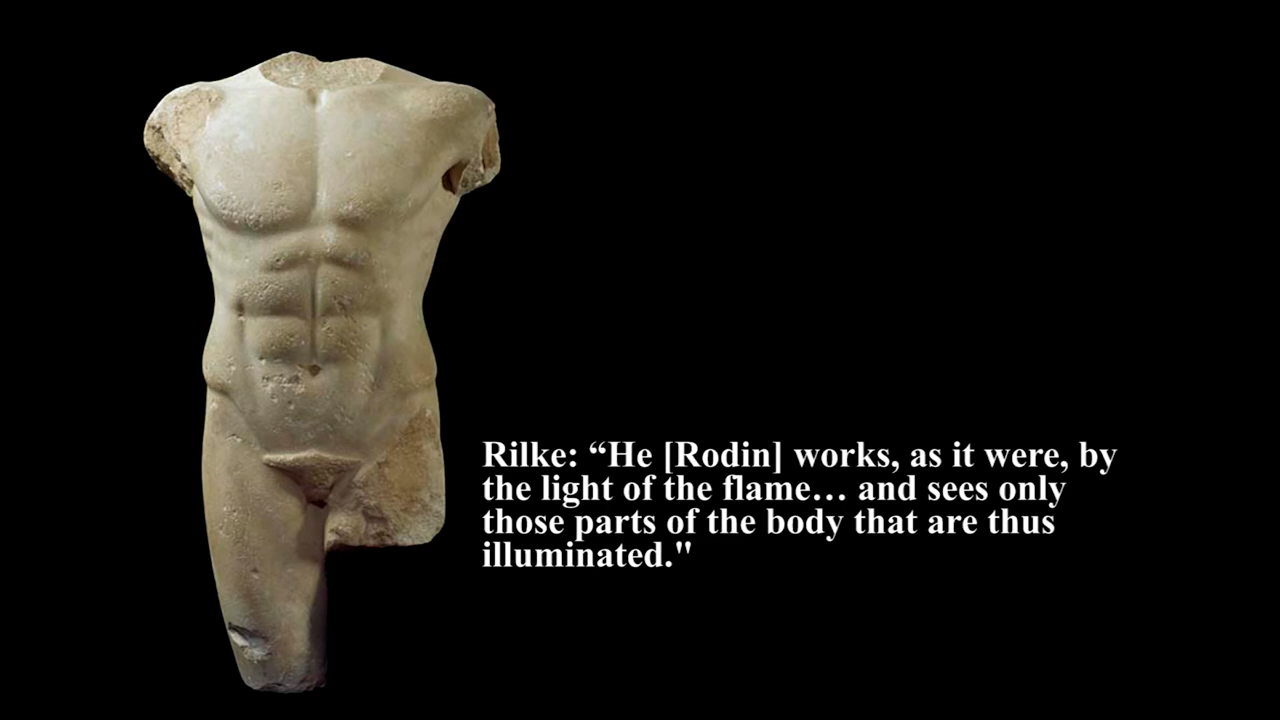 Rilke: “He [Rodin] works, as it were, by
the light of the flame… and sees only
those parts of the body that are thus
illuminated."